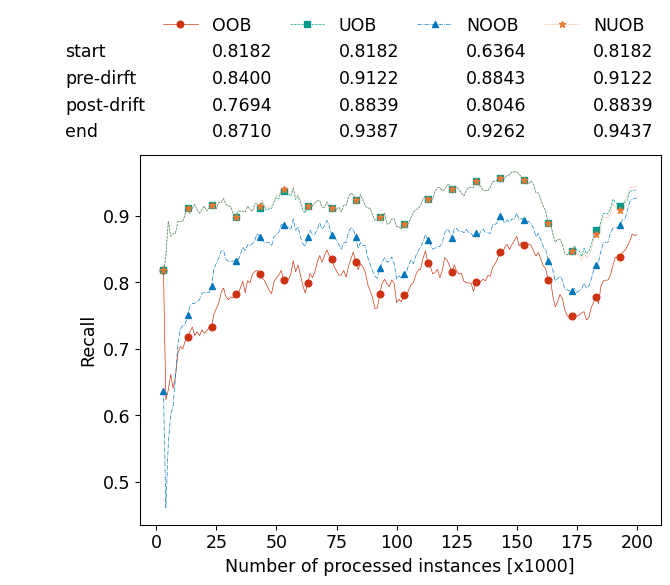 OOB UOB NOOB NUOB
start 0.8182 0.8182 0.6364 0.8182
pre-dirft 0.8400 0.9122 0.8843 0.9122
post-drift 0.7694 0.8839 0.8046 0.8839
end 0.8710 0.9387 0.9262 0.9437
0.9
0.8
0.7
0.6
0.5
Recall
0 25 50 75 100 125 150 175 200
Number of processed instances [x1000]